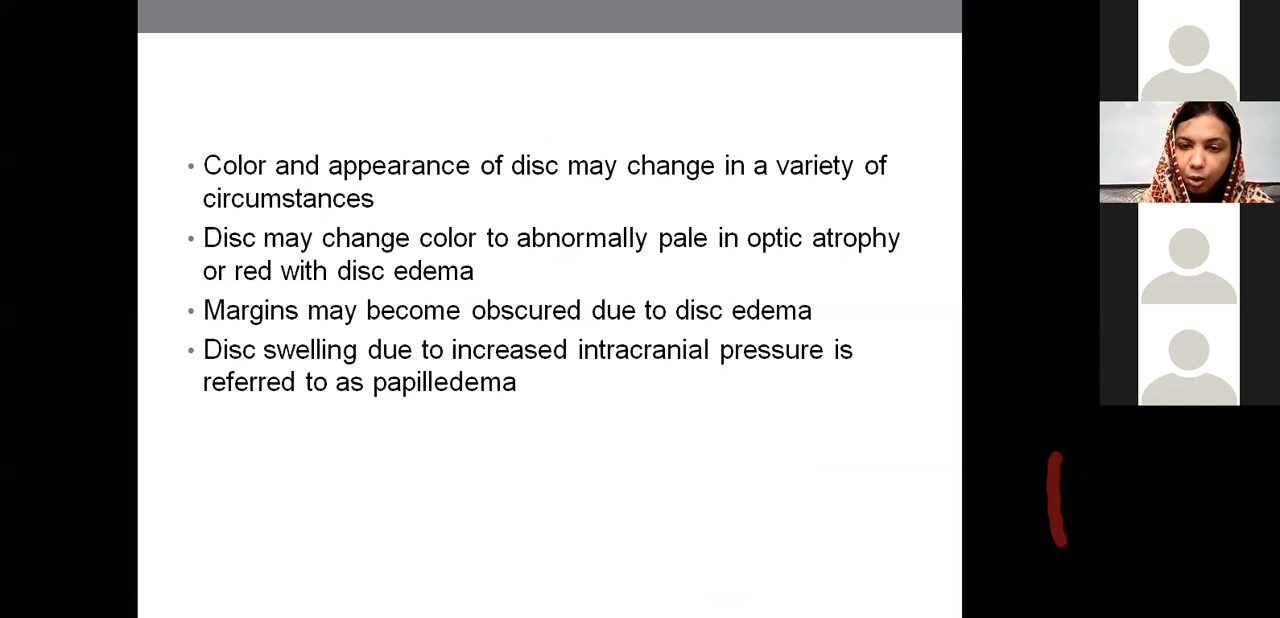 • Color and appearance of disc may change in a variety of
circumstances
• Disc may change color to abnormally pale in optic atrophy
or red with disc edema
• Margins may become obscured due to disc edema
• Disc swelling due to increased intracranial pressure is
referred to as papilledema